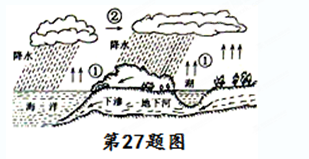 ②
降水
降水
①
①
湖
海洋
下渗
地下河
第27题图